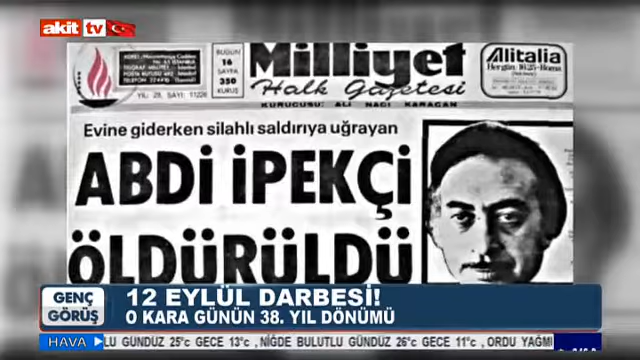 akit tv
BUGÜN
16
SAYFA
350
KURUŞ
Milliyet
Halk Gazetesi
KURUCUSU: ALİ NACİ KARACAN
Alitalia
Evine giderken silahlı saldırıya uğrayan
ABDİ İPEKÇİ
ÖLDÜRÜLDÜ
GENÇ
GÖRÜŞ
12 EYLÜL DARBESİ!
O KARA GÜNÜN 38. YIL DÖNÜMÜ
HAVA
LU GÜNDÜZ 25°c GECE 13°c , NİĞDE BULUTLU GÜNDÜZ 26°c GECE 11°c , ORDU YAĞM